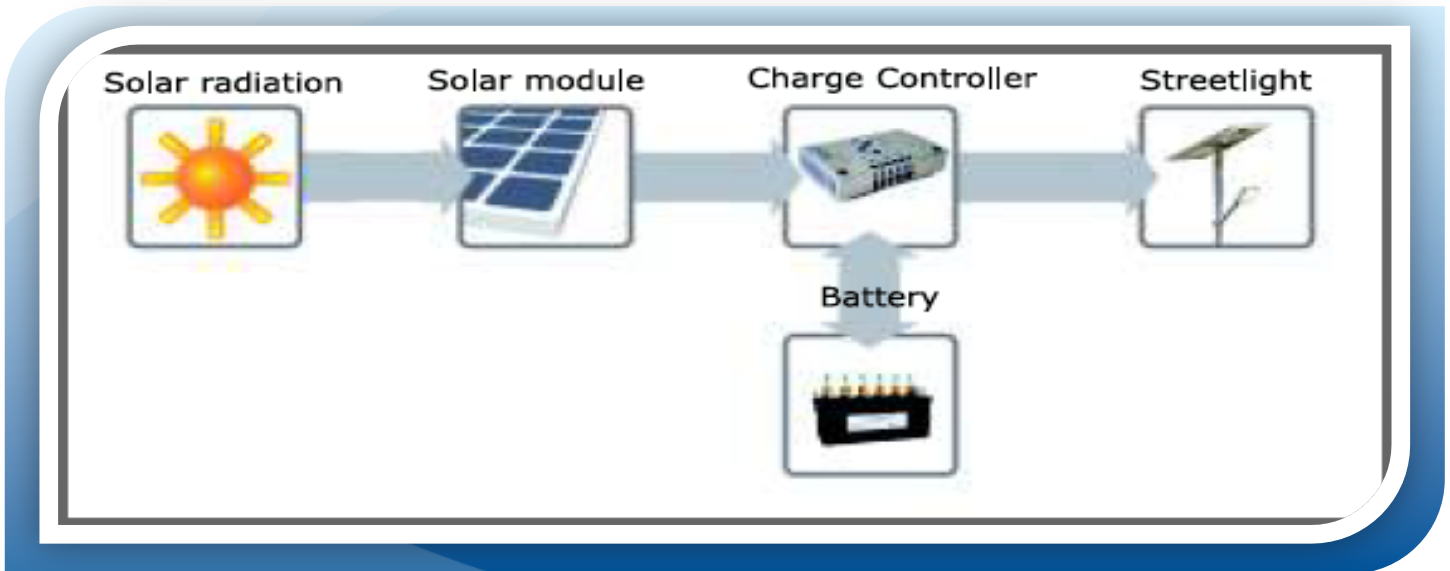 Solar radiation
Solar module
Charge Controller
Streetlight
Battery